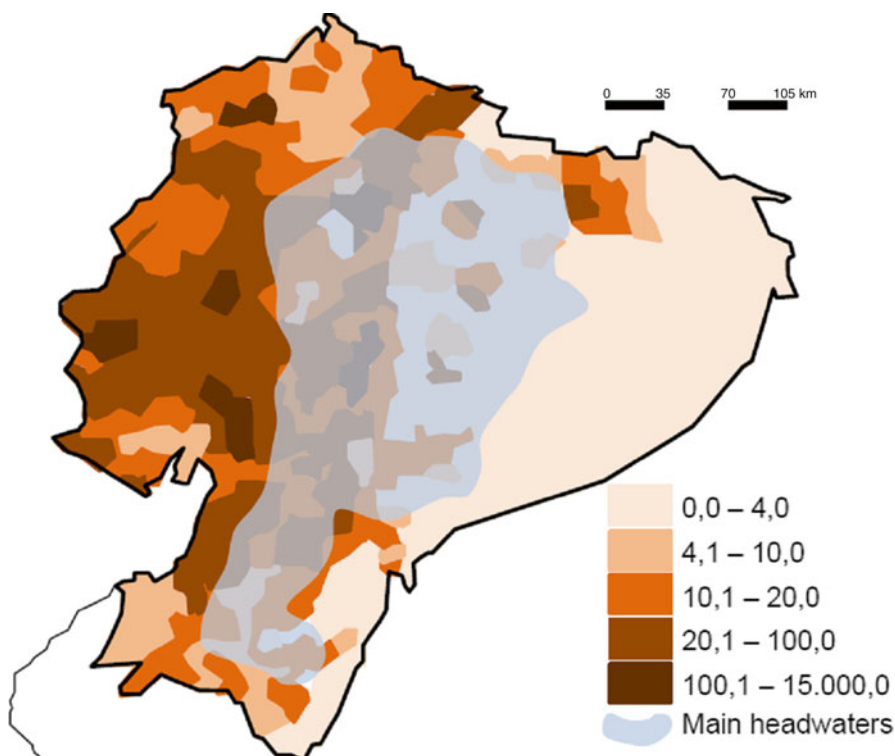 0 35 70 105 km
0,0 – 4,0
4,1 – 10,0
10,1 – 20,0
20,1 – 100,0
100,1 – 15.000,0
Main headwaters